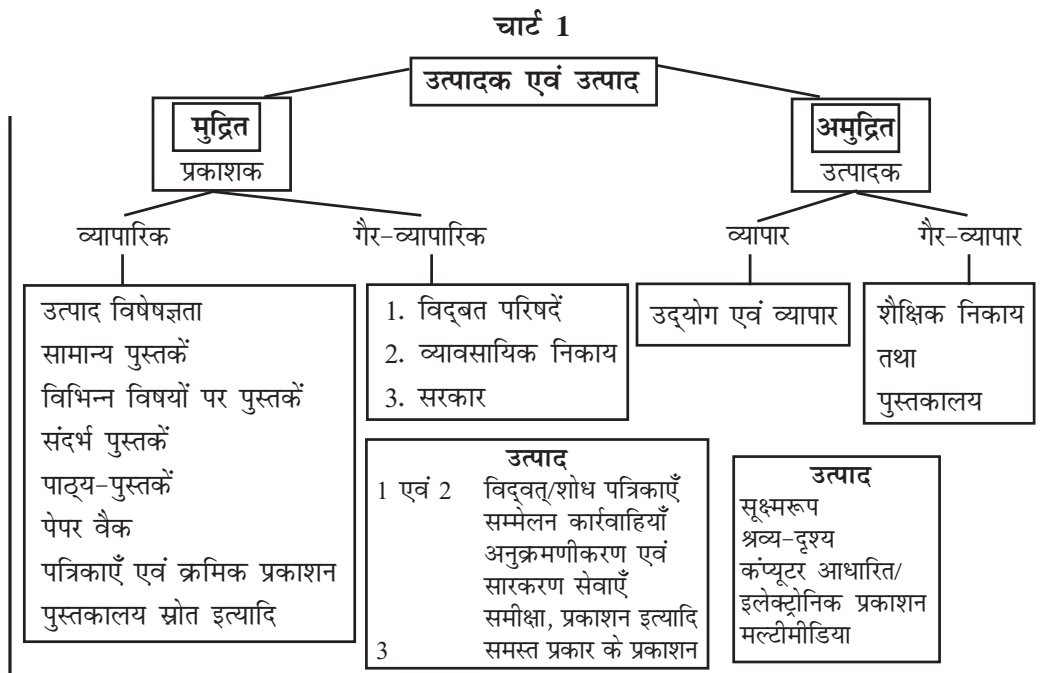 चार्ट 1
उत्पादक एवं उत्पाद
मुद्रित
प्रकाशक
अमुद्रित
उत्पादक
व्यापारिक
गैर-व्यापारिक
व्यापार
गैर-व्यापार
उत्पाद विषेषज्ञता
सामान्य पुस्तकें
विभिन्न विषयों पर पुस्तकें
संदर्भ पुस्तकें
पाठ्य-पुस्तकें
पेपर वैक
पत्रिकाएँ एवं क्रमिक प्रकाशन
पुस्तकालय स्रोत इत्यादि
1. विद्बत परिषदें
2. व्यावसायिक निकाय
3. सरकार
उद्योग एवं व्यापार
शैक्षिक निकाय
तथा
पुस्तकालय
उत्पाद
1 एवं 2 विद्वत्/शोध पत्रिकाएँ
सम्मेलन कार्रवाहियाँ
अनुक्रमणीकरण एवं
सारकरण सेवाएँ
समीक्षा, प्रकाशन इत्यादि
3 समस्त प्रकार के प्रकाशन
उत्पाद
सूक्ष्मरूप
श्रव्य-दृश्य
कंप्यूटर आधारित/
इलेक्ट्रोनिक प्रकाशन
मल्टीमीडिया